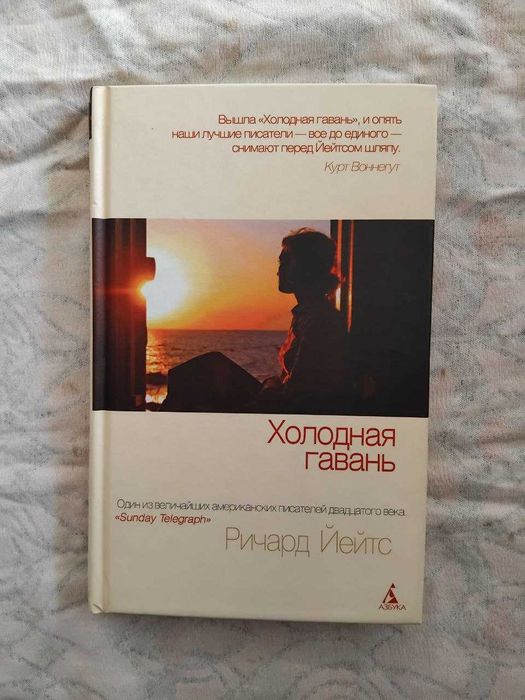 Вышла «Холодная гавань», и опять
наши лучшие писатели — все до единого —
снимают перед Йейтсом шляпу.
Курт Воннегут
Холодная
гавань
Один из величайших американских писателей двадцатого века.
«Sunday Telegraph»
Ричард Йейтс
АЗБУКА